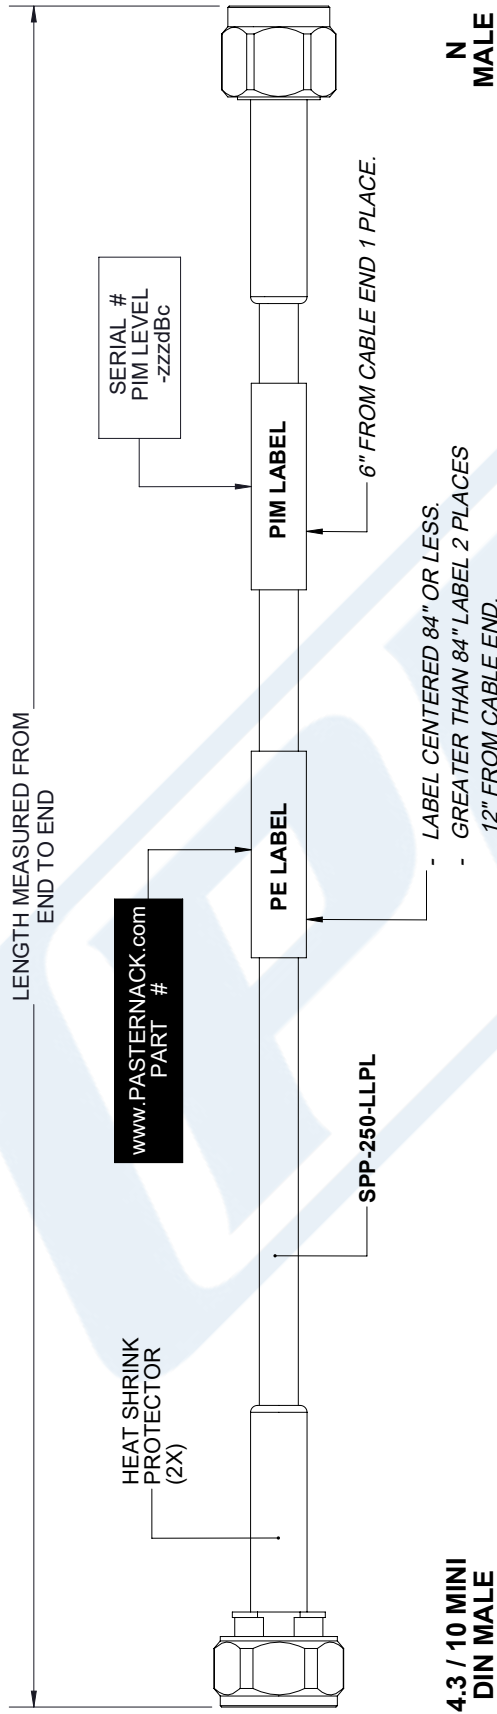 LENGTH MEASURED FROM
END TO END
HEAT SHRINK
PROTECTOR
(2X)
www.PASTERNACK.com
PART #
SERIAL #
PIM LEVEL
-zzzdBc
PE LABEL
PIM LABEL
SPP-250-LLPL
6" FROM CABLE END 1 PLACE.
- LABEL CENTERED 84" OR LESS.
- GREATER THAN 84" LABEL 2 PLACES
12" FROM CABLE END.
4.3 / 10 MINI
DIN MALE
N
MALE